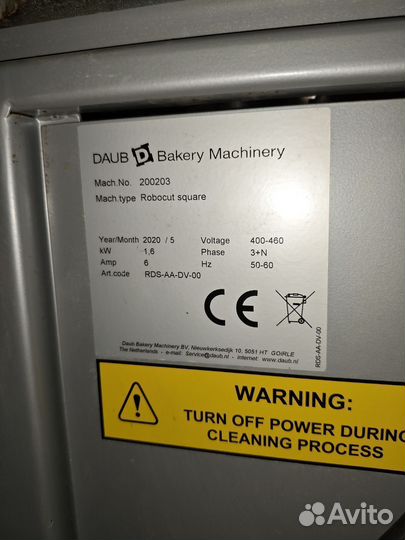 DAUB D Bakery Machinery
Mach.No. 200203
Mach.type Robocut square
Year/Month 2020 / 5 Voltage 400-460
kW 1,6 Phase 3+N
Amp 6 Hz 50-60
Art.code RDS-AA-DV-00
CE
RDS-AA-DV-00
Daub Bakery Machinery BV, Nieuwkerksedijk 10, 5051 HT GOIRLE
The Netherlands - e-mail: Service@daub.nl - internet: www.daub.nl
WARNING:
TURN OFF POWER DURING
CLEANING PROCESS
Avito